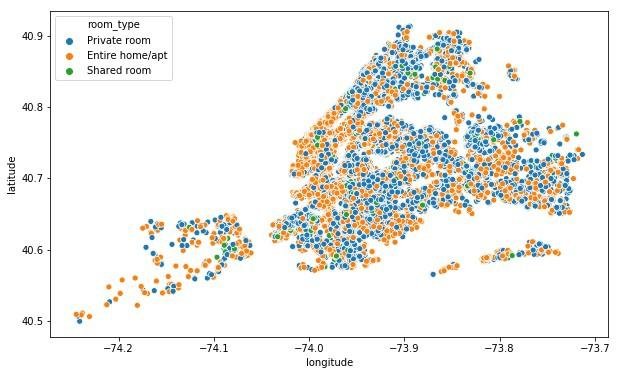 room_type
Private room
Entire home/apt
Shared room
40.9
40.8
40.7
40.6
40.5
latitude
−74.2 −74.1 −74.0 −73.9 −73.8 −73.7
longitude